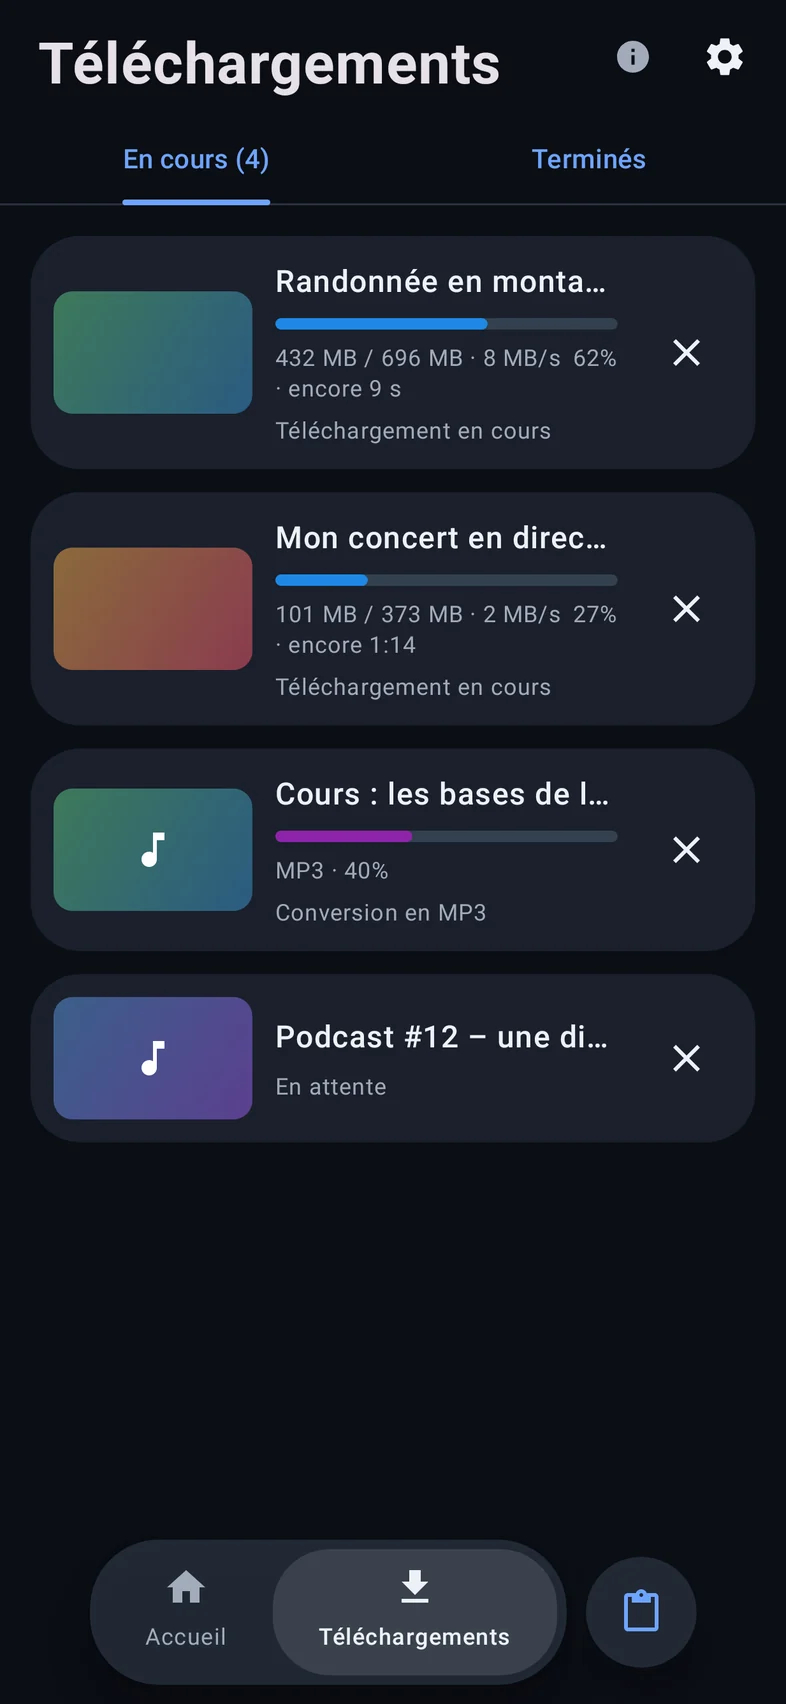 Téléchargements
En cours (4)
Terminés
Randonnée en monta…
432 MB / 696 MB · 8 MB/s 62%
· encore 9 s
Téléchargement en cours
Mon concert en direc…
101 MB / 373 MB · 2 MB/s 27%
· encore 1:14
Téléchargement en cours
Cours : les bases de l…
MP3 · 40%
Conversion en MP3
Podcast #12 – une di…
En attente
Accueil
Téléchargements